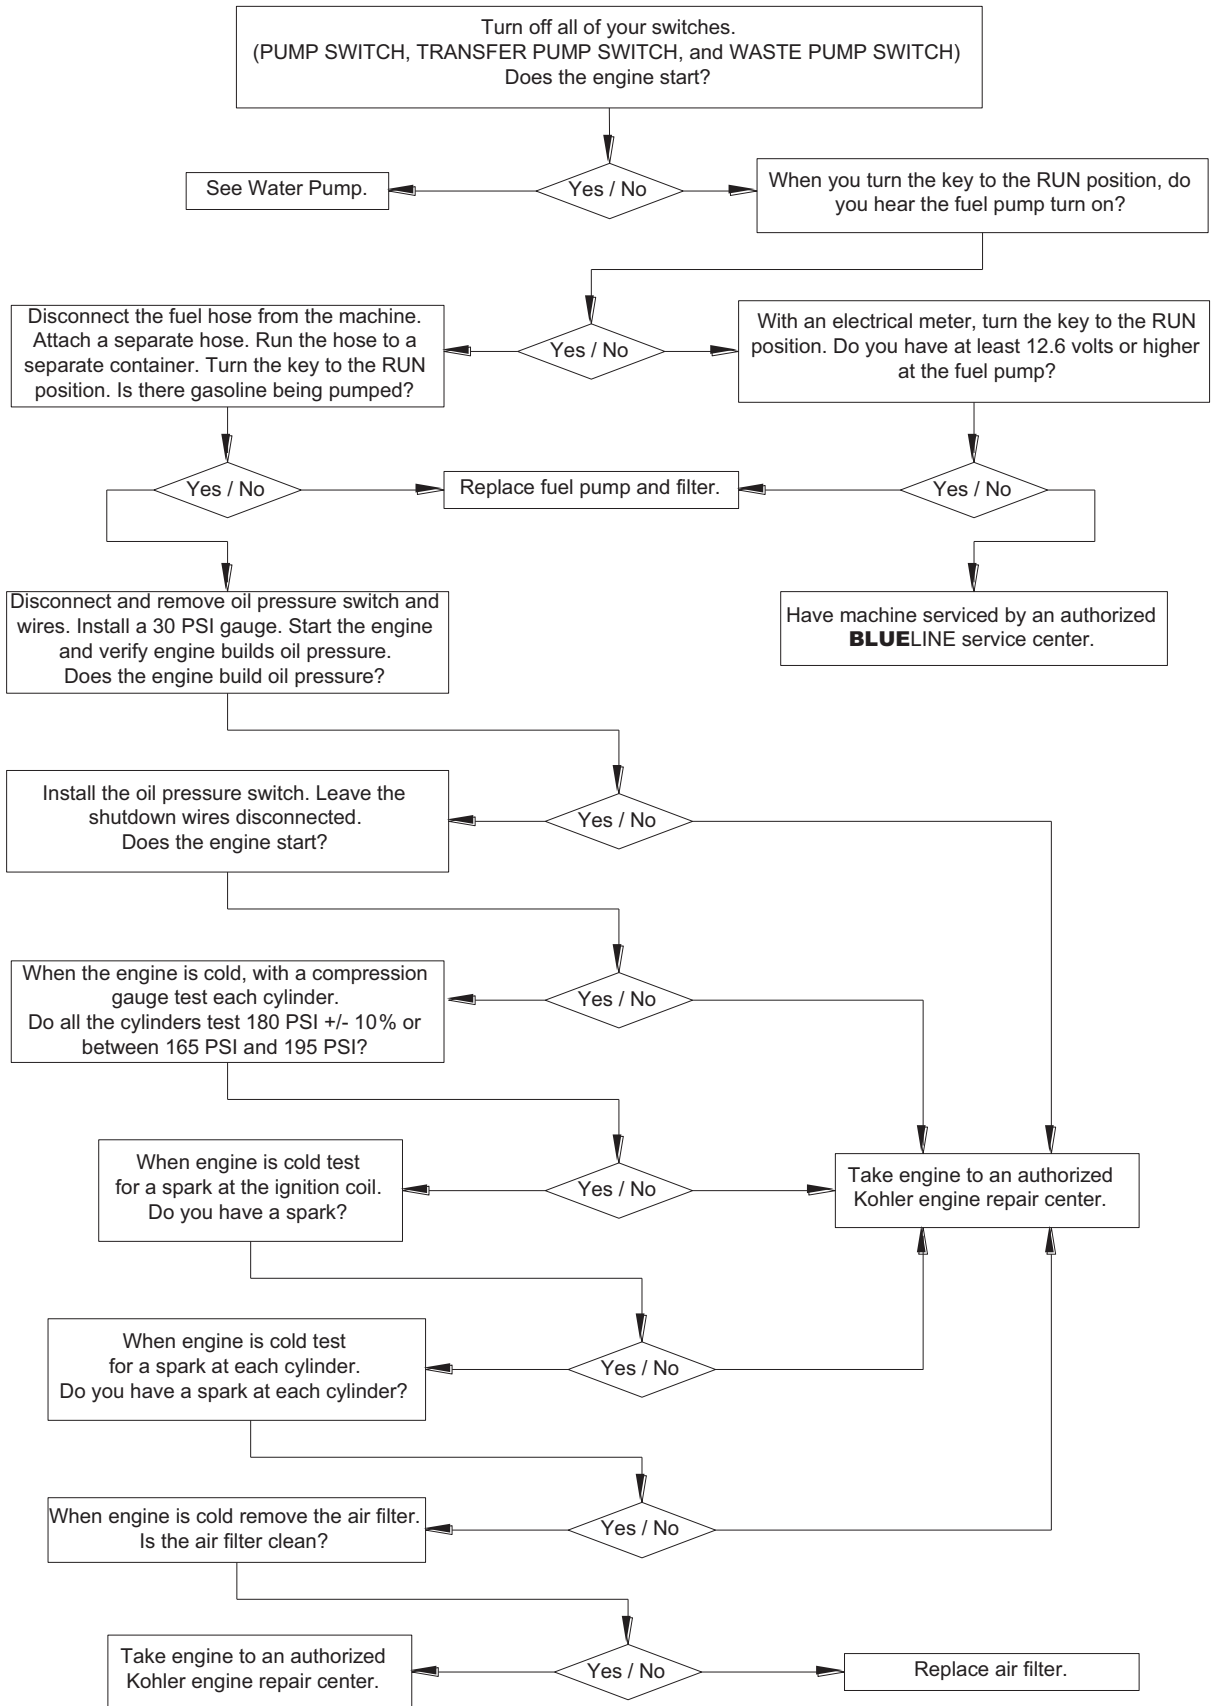 Turn off all of your switches.
(PUMP SWITCH, TRANSFER PUMP SWITCH, and WASTE PUMP SWITCH)
Does the engine start?
See Water Pump.
Yes / No
When you turn the key to the RUN position, do
you hear the fuel pump turn on?
Disconnect the fuel hose from the machine.
Attach a separate hose. Run the hose to a
separate container. Turn the key to the RUN
position. Is there gasoline being pumped?
Yes / No
With an electrical meter, turn the key to the RUN
position. Do you have at least 12.6 volts or higher
at the fuel pump?
Yes / No
Replace fuel pump and filter.
Yes / No
Disconnect and remove oil pressure switch and
wires. Install a 30 PSI gauge. Start the engine
and verify engine builds oil pressure.
Does the engine build oil pressure?
Have machine serviced by an authorized
BLUELINE service center.
Install the oil pressure switch. Leave the
shutdown wires disconnected.
Does the engine start?
Yes / No
When the engine is cold, with a compression
gauge test each cylinder.
Do all the cylinders test 180 PSI +/- 10% or
between 165 PSI and 195 PSI?
Yes / No
When engine is cold test
for a spark at the ignition coil.
Do you have a spark?
Yes / No
Take engine to an authorized
Kohler engine repair center.
When engine is cold test
for a spark at each cylinder.
Do you have a spark at each cylinder?
Yes / No
When engine is cold remove the air filter.
Is the air filter clean?
Yes / No
Take engine to an authorized
Kohler engine repair center.
Yes / No
Replace air filter.